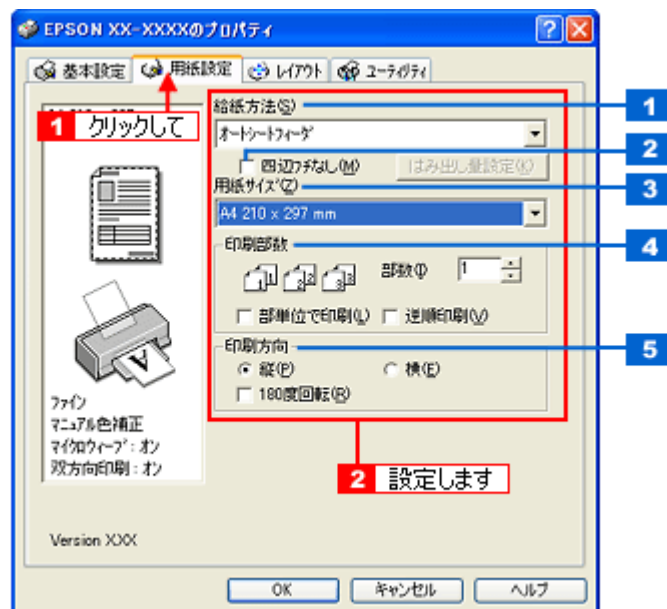 EPSON XX-XXXXのプロパティ
基本設定 用紙設定 レイアウト ユーティリティ
1 クリックして
給紙方法(S)
オートシートフィーダ
四辺フチなし(M) はみ出し量設定(K)
用紙サイズ(Z)
A4 210 x 297 mm
印刷部数
部数(I) 1
部単位で印刷(L) 逆順印刷(V)
印刷方向
縦(P) 横(E)
180度回転(R)
ファイン
マニュアル色補正
マイクロウィーブ:オン
双方向印刷:オン
2 設定します
Version XXX
OK キャンセル ヘルプ
1
2
3
4
5